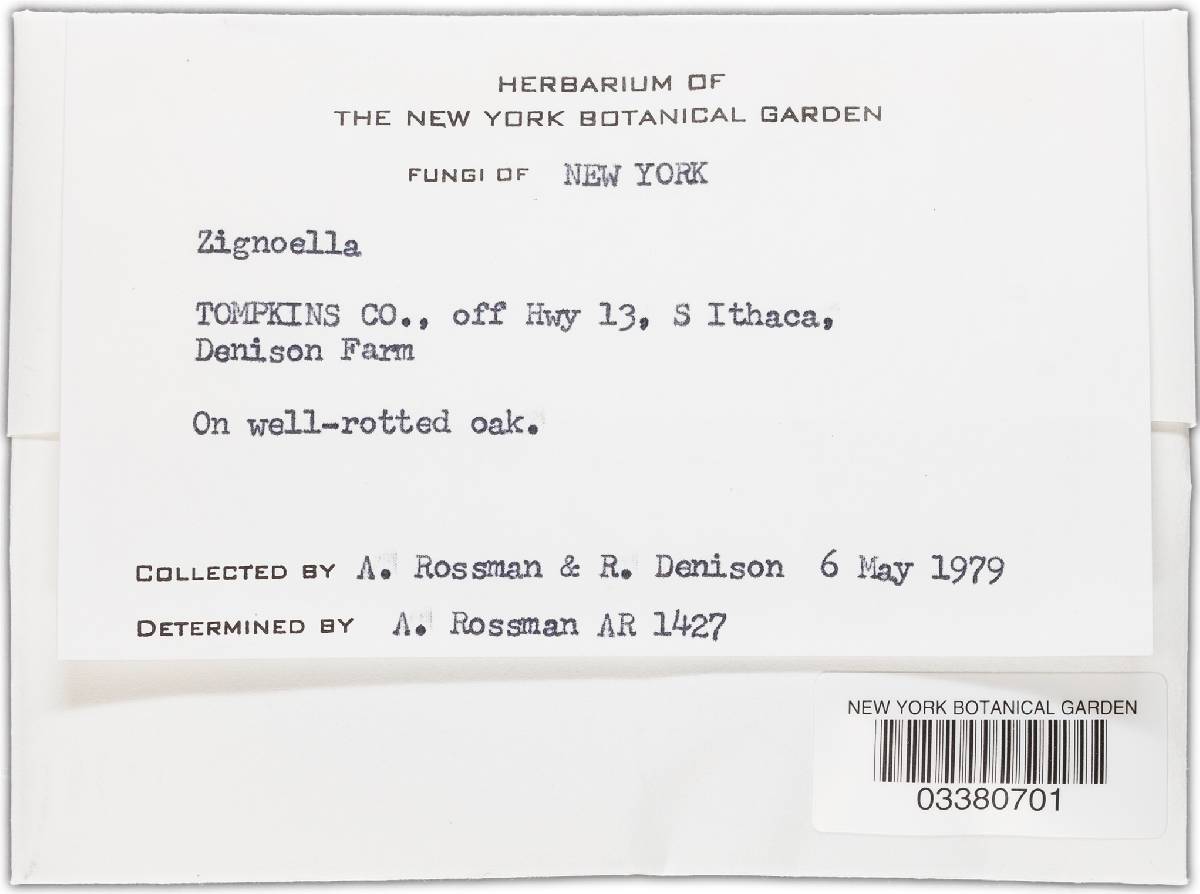 HERBARIUM OF
THE NEW YORK BOTANICAL GARDEN
FUNGI OF NEW YORK
Zignoella
TOMPKINS CO., off Hwy 13, S Ithaca,
Denison Farm
On well-rotted oak.
COLLECTED BY A. Rossman & R. Denison 6 May 1979
DETERMINED BY A. Rossman AR 1427
NEW YORK BOTANICAL GARDEN
03380701